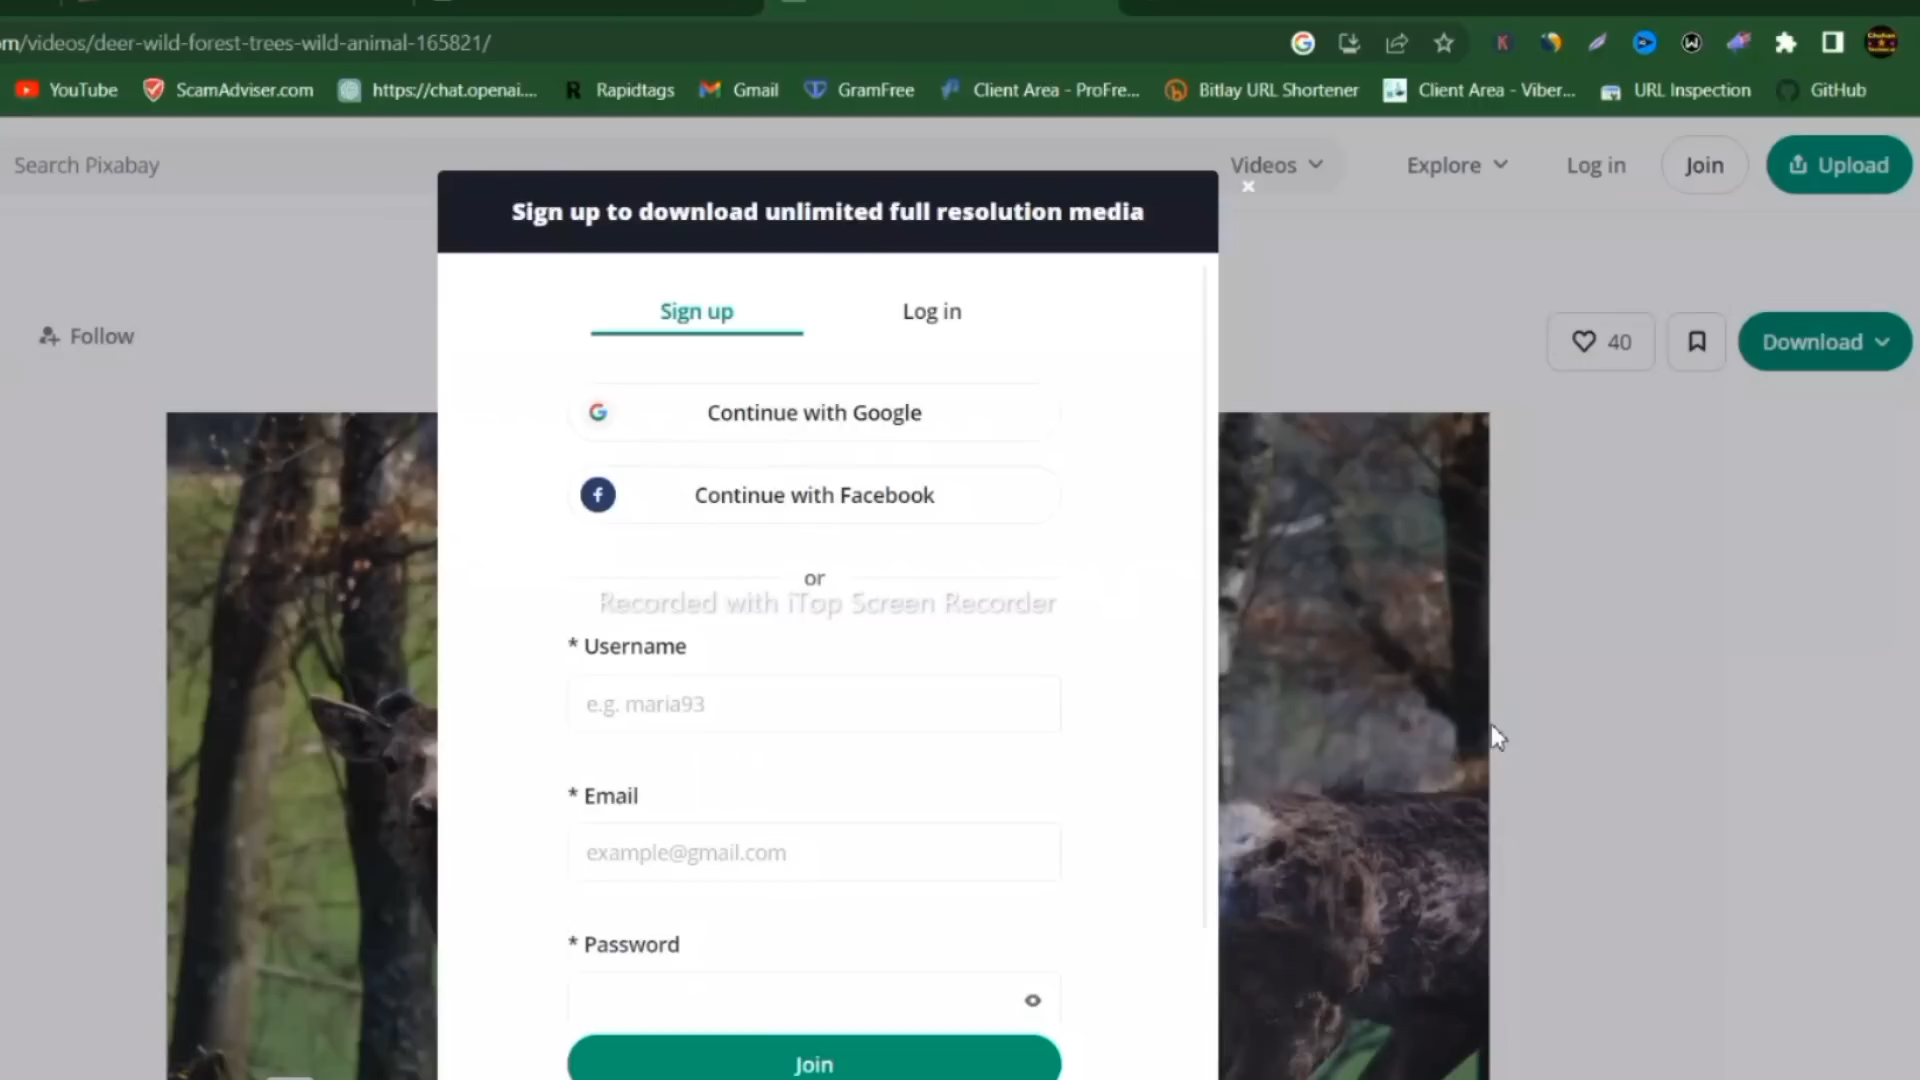 om/videos/deer-wild-forest-trees-wild-animal-165821/
YouTube ScamAdviser.com https://chat.openai.... Rapidtags Gmail GramFree Client Area - ProFre... Bitlay URL Shortener Client Area - Viber... URL Inspection GitHub
Search Pixabay Videos Explore Log in Join Upload
Sign up to download unlimited full resolution media
Sign up Log in
Follow 40 Download
Continue with Google
Continue with Facebook
or
Recorded with iTop Screen Recorder
* Username
e.g. maria93
* Email
example@gmail.com
* Password
Join